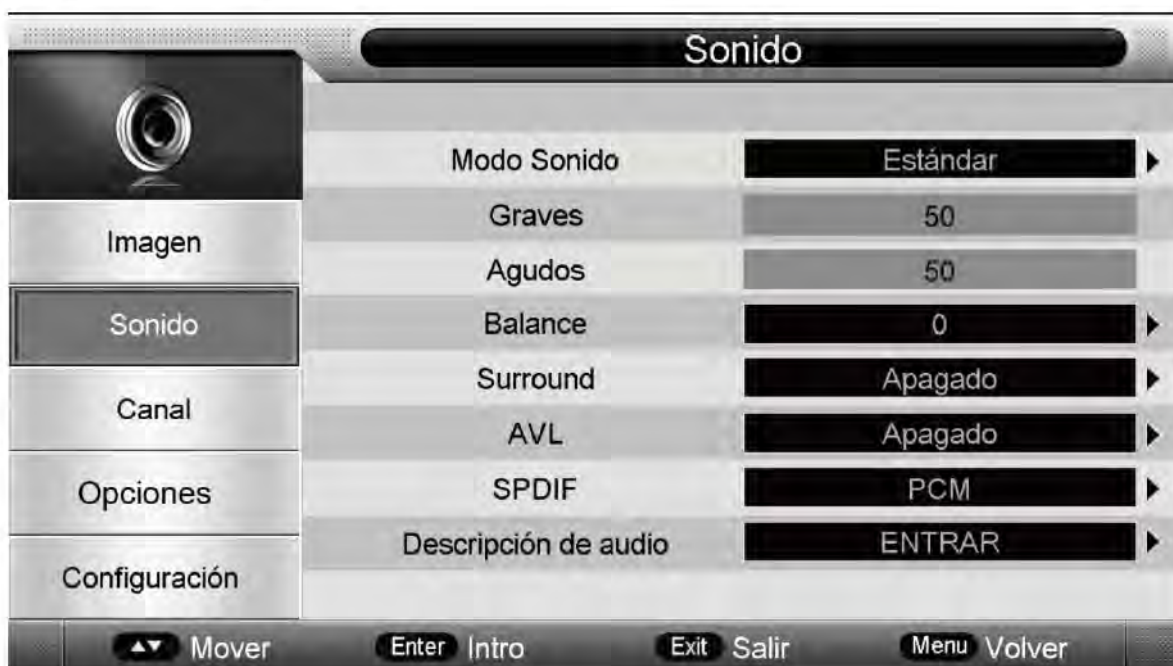 Sonido
Imagen
Sonido
Canal
Opciones
Configuración
Modo Sonido Estándar
Graves 50
Agudos 50
Balance 0
Surround Apagado
AVL Apagado
SPDIF PCM
Descripción de audio ENTRAR
Mover Enter Intro Exit Salir Menu Volver